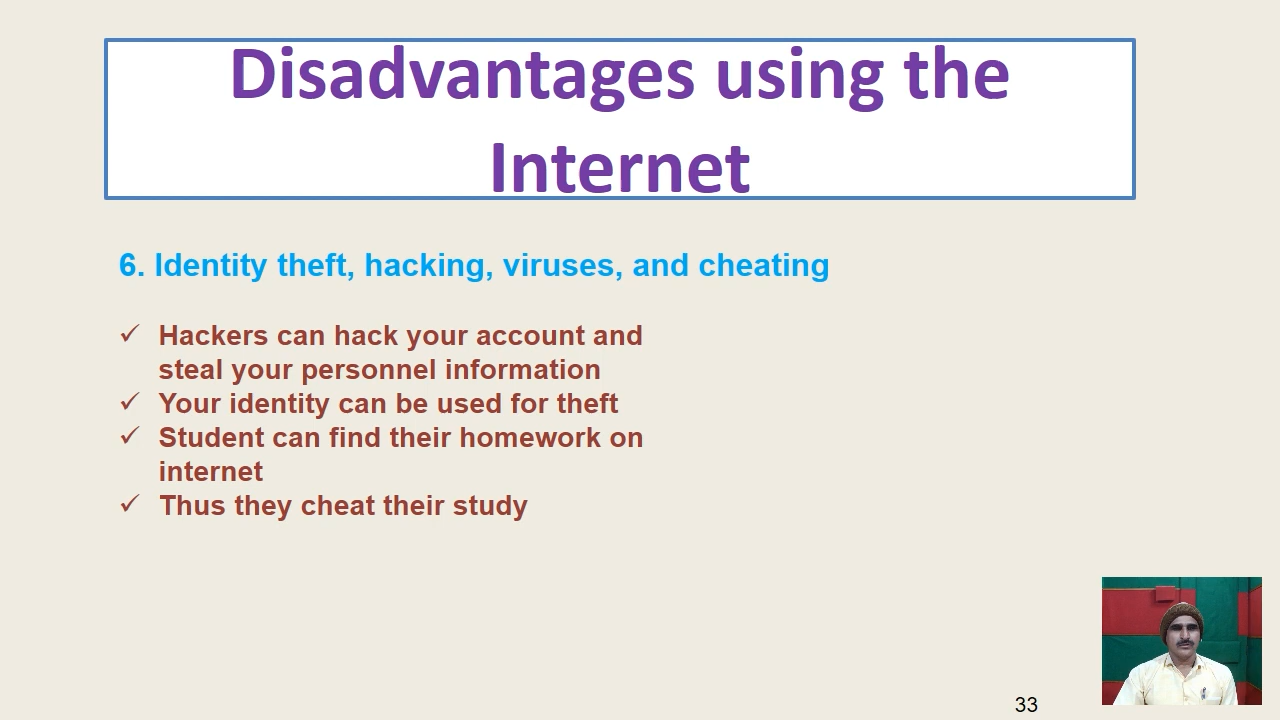 Disadvantages using the
Internet
6. Identity theft, hacking, viruses, and cheating
✓ Hackers can hack your account and
steal your personnel information
✓ Your identity can be used for theft
✓ Student can find their homework on
internet
✓ Thus they cheat their study
33